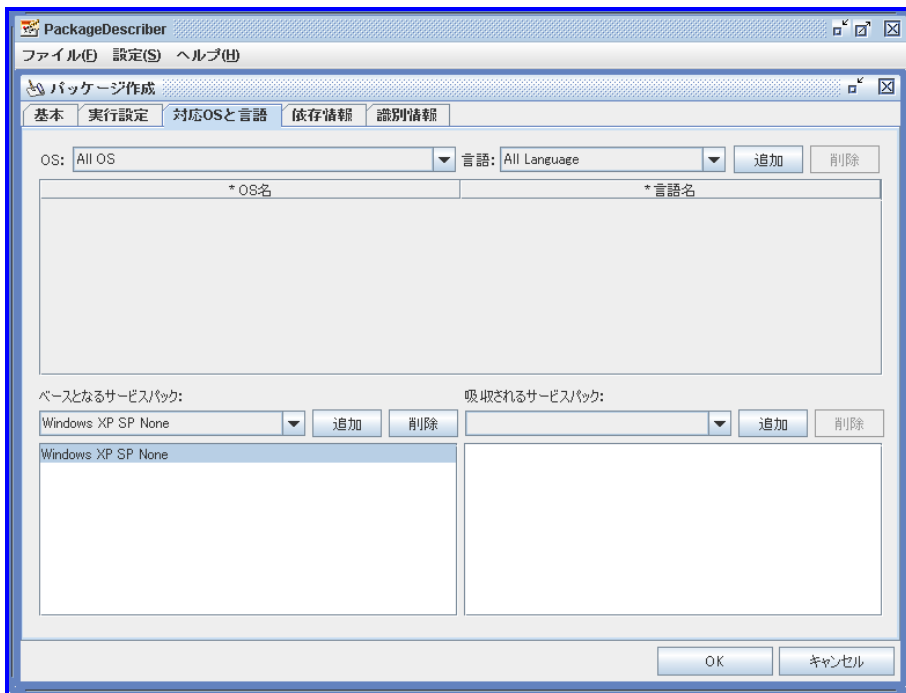 PackageDescriber
ファイル(F) 設定(S) ヘルプ(H)
パッケージ作成
基本 実行設定 対応OSと言語 依存情報 識別情報
OS: All OS 言語: All Language 追加 削除
* OS名 * 言語名
ベースとなるサービスパック: 吸収されるサービスパック:
Windows XP SP None 追加 削除 追加 削除
Windows XP SP None
OK キャンセル